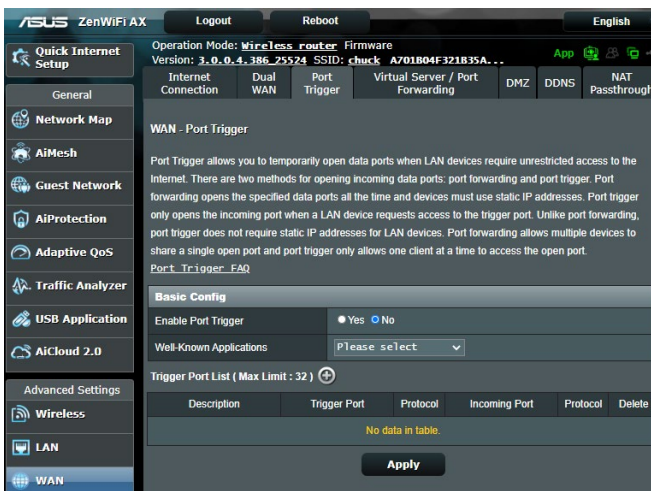 ASUS ZenWiFi AX
Logout
Reboot
English
Quick Internet
Setup
General
Network Map
AiMesh
Guest Network
AiProtection
Adaptive QoS
Traffic Analyzer
USB Application
AiCloud 2.0
Advanced Settings
Wireless
LAN
WAN
Operation Mode: Wireless router Firmware
Version: 3.0.0.4.386_25524 SSID: chuck A701B04F321B35A...
App
Internet
Connection
Dual
WAN
Port
Trigger
Virtual Server / Port
Forwarding
DMZ
DDNS
NAT
Passthrough
WAN - Port Trigger
Port Trigger allows you to temporarily open data ports when LAN devices require unrestricted access to the
Internet. There are two methods for opening incoming data ports: port forwarding and port trigger. Port
forwarding opens the specified data ports all the time and devices must use static IP addresses. Port trigger
only opens the incoming port when a LAN device requests access to the trigger port. Unlike port forwarding,
port trigger does not require static IP addresses for LAN devices. Port forwarding allows multiple devices to
share a single open port and port trigger only allows one client at a time to access the open port.
Port Trigger FAQ
Basic Config
Enable Port Trigger Yes No
Well-Known Applications Please select
Trigger Port List ( Max Limit : 32 )
Description Trigger Port Protocol Incoming Port Protocol Delete
No data in table.
Apply